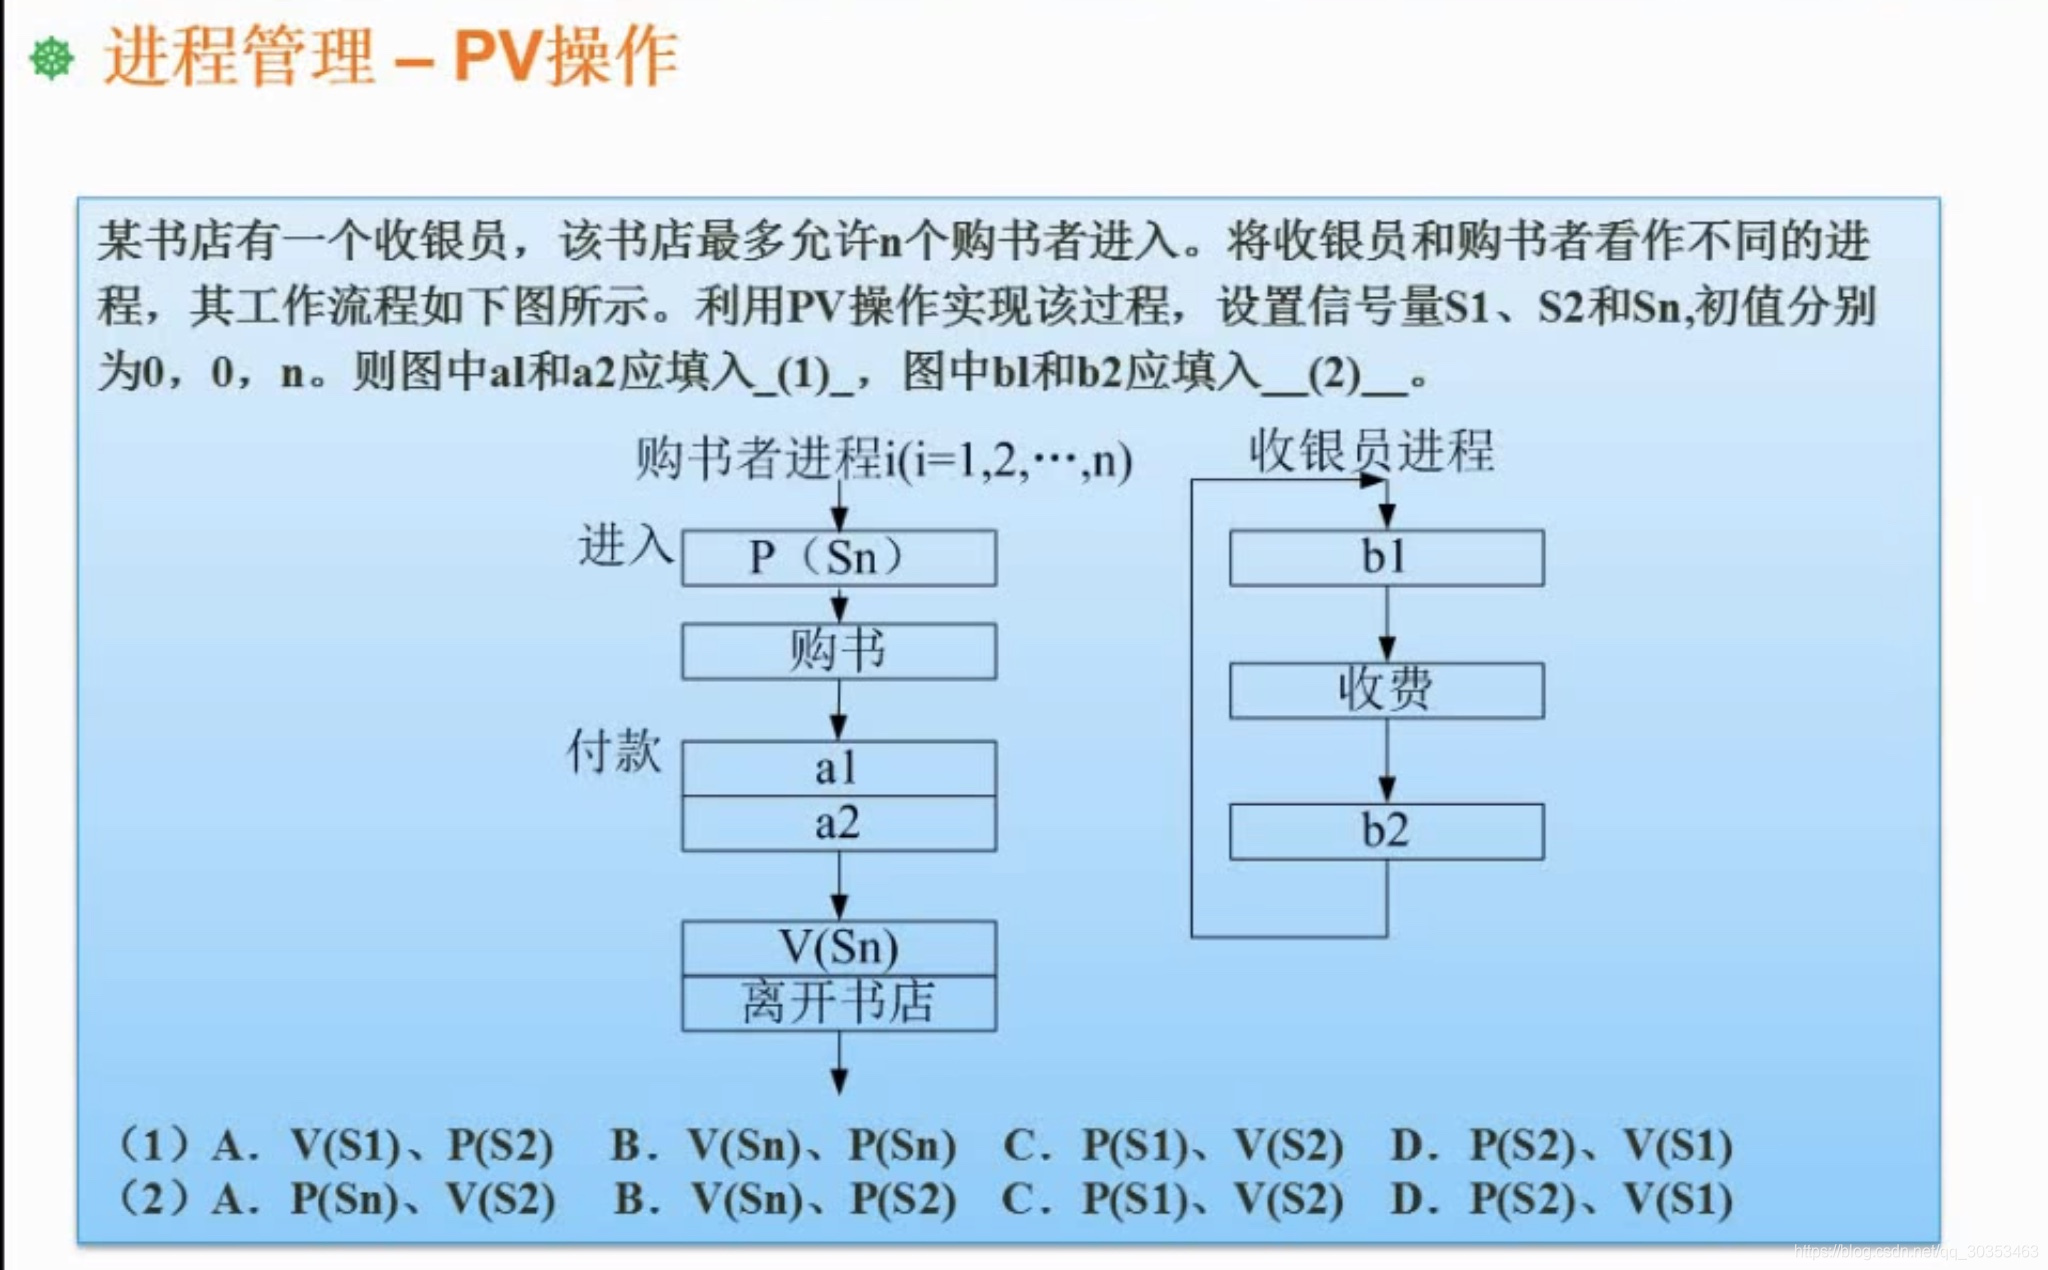 进程管理 – PV操作
某书店有一个收银员，该书店最多允许n个购书者进入。将收银员和购书者看作不同的进
程，其工作流程如下图所示。利用PV操作实现该过程，设置信号量S1、S2和Sn,初值分别
为0，0，n。则图中al和a2应填入_(1)_，图中bl和b2应填入__(2)__。
购书者进程i(i=1,2,⋯,n)
收银员进程
进入
P（Sn）
购书
付款
a1
a2
V(Sn)
离开书店
b1
收费
b2
（1）A．V(S1)、P(S2) B．V(Sn)、P(Sn) C．P(S1)、V(S2) D．P(S2)、V(S1)
（2）A．P(Sn)、V(S2) B．V(Sn)、P(S2) C．P(S1)、V(S2) D．P(S2)、V(S1)
https://blog.csdn.net/qq_30353463